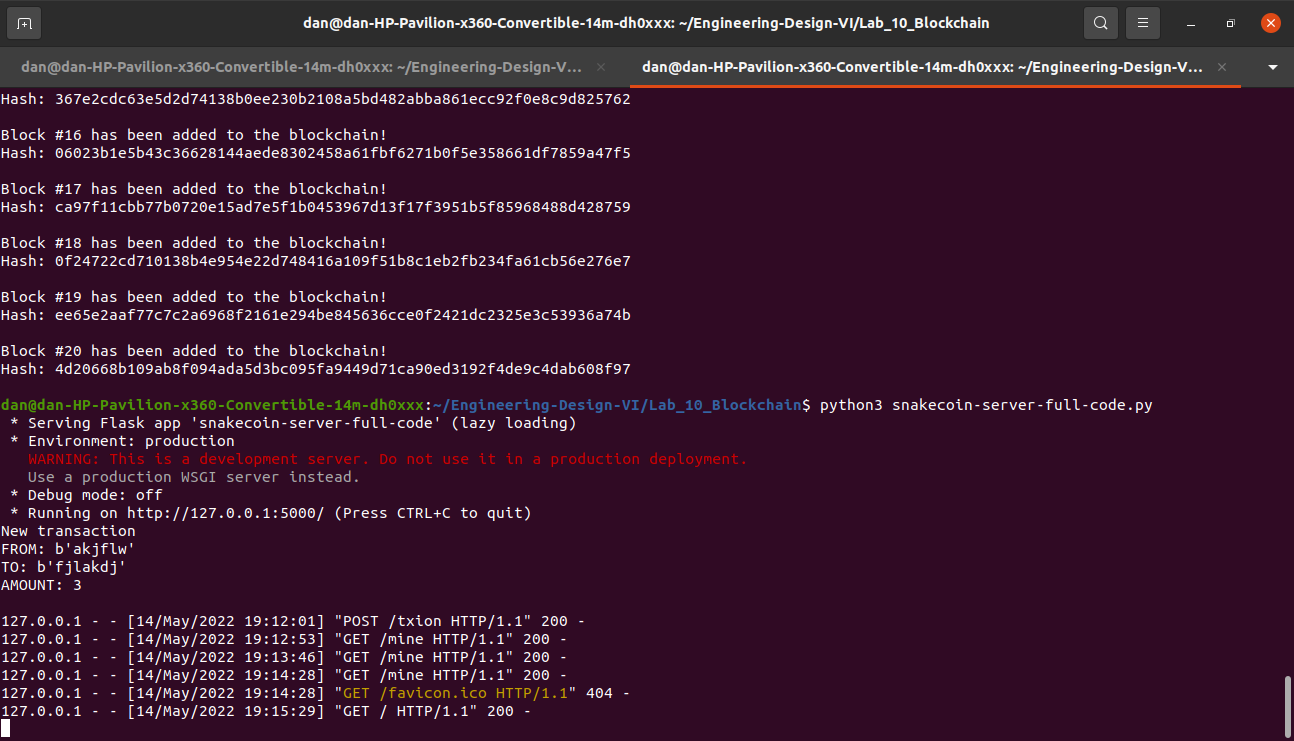 dan@dan-HP-Pavilion-x360-Convertible-14m-dh0xxx: ~/Engineering-Design-VI/Lab_10_Blockchain
dan@dan-HP-Pavilion-x360-Convertible-14m-dh0xxx: ~/Engineering-Design-V...
dan@dan-HP-Pavilion-x360-Convertible-14m-dh0xxx: ~/Engineering-Design-V...
Hash: 367e2cdc63e5d2d74138b0ee230b2108a5bd482abba861ecc92f0e8c9d825762
Block #16 has been added to the blockchain!
Hash: 06023b1e5b43c36628144aede8302458a61fbf6271b0f5e358661df7859a47f5
Block #17 has been added to the blockchain!
Hash: ca97f11cbb77b0720e15ad7e5f1b0453967d13f17f3951b5f85968488d428759
Block #18 has been added to the blockchain!
Hash: 0f24722cd710138b4e954e22d748416a109f51b8c1eb2fb234fa61cb56e276e7
Block #19 has been added to the blockchain!
Hash: ee65e2aaf77c7c2a6968f2161e294be845636cce0f2421dc2325e3c53936a74b
Block #20 has been added to the blockchain!
Hash: 4d20668b109ab8f094ada5d3bc095fa9449d71ca90ed3192f4de9c4dab608f97
dan@dan-HP-Pavilion-x360-Convertible-14m-dh0xxx:~/Engineering-Design-VI/Lab_10_Blockchain$ python3 snakecoin-server-full-code.py
* Serving Flask app 'snakecoin-server-full-code' (lazy loading)
* Environment: production
WARNING: This is a development server. Do not use it in a production deployment.
Use a production WSGI server instead.
* Debug mode: off
* Running on http://127.0.0.1:5000/ (Press CTRL+C to quit)
New transaction
FROM: b'akjflw'
TO: b'fjlakdj'
AMOUNT: 3
127.0.0.1 - - [14/May/2022 19:12:01] "POST /txion HTTP/1.1" 200 -
127.0.0.1 - - [14/May/2022 19:12:53] "GET /mine HTTP/1.1" 200 -
127.0.0.1 - - [14/May/2022 19:13:46] "GET /mine HTTP/1.1" 200 -
127.0.0.1 - - [14/May/2022 19:14:28] "GET /mine HTTP/1.1" 200 -
127.0.0.1 - - [14/May/2022 19:14:28] "GET /favicon.ico HTTP/1.1" 404 -
127.0.0.1 - - [14/May/2022 19:15:29] "GET / HTTP/1.1" 200 -